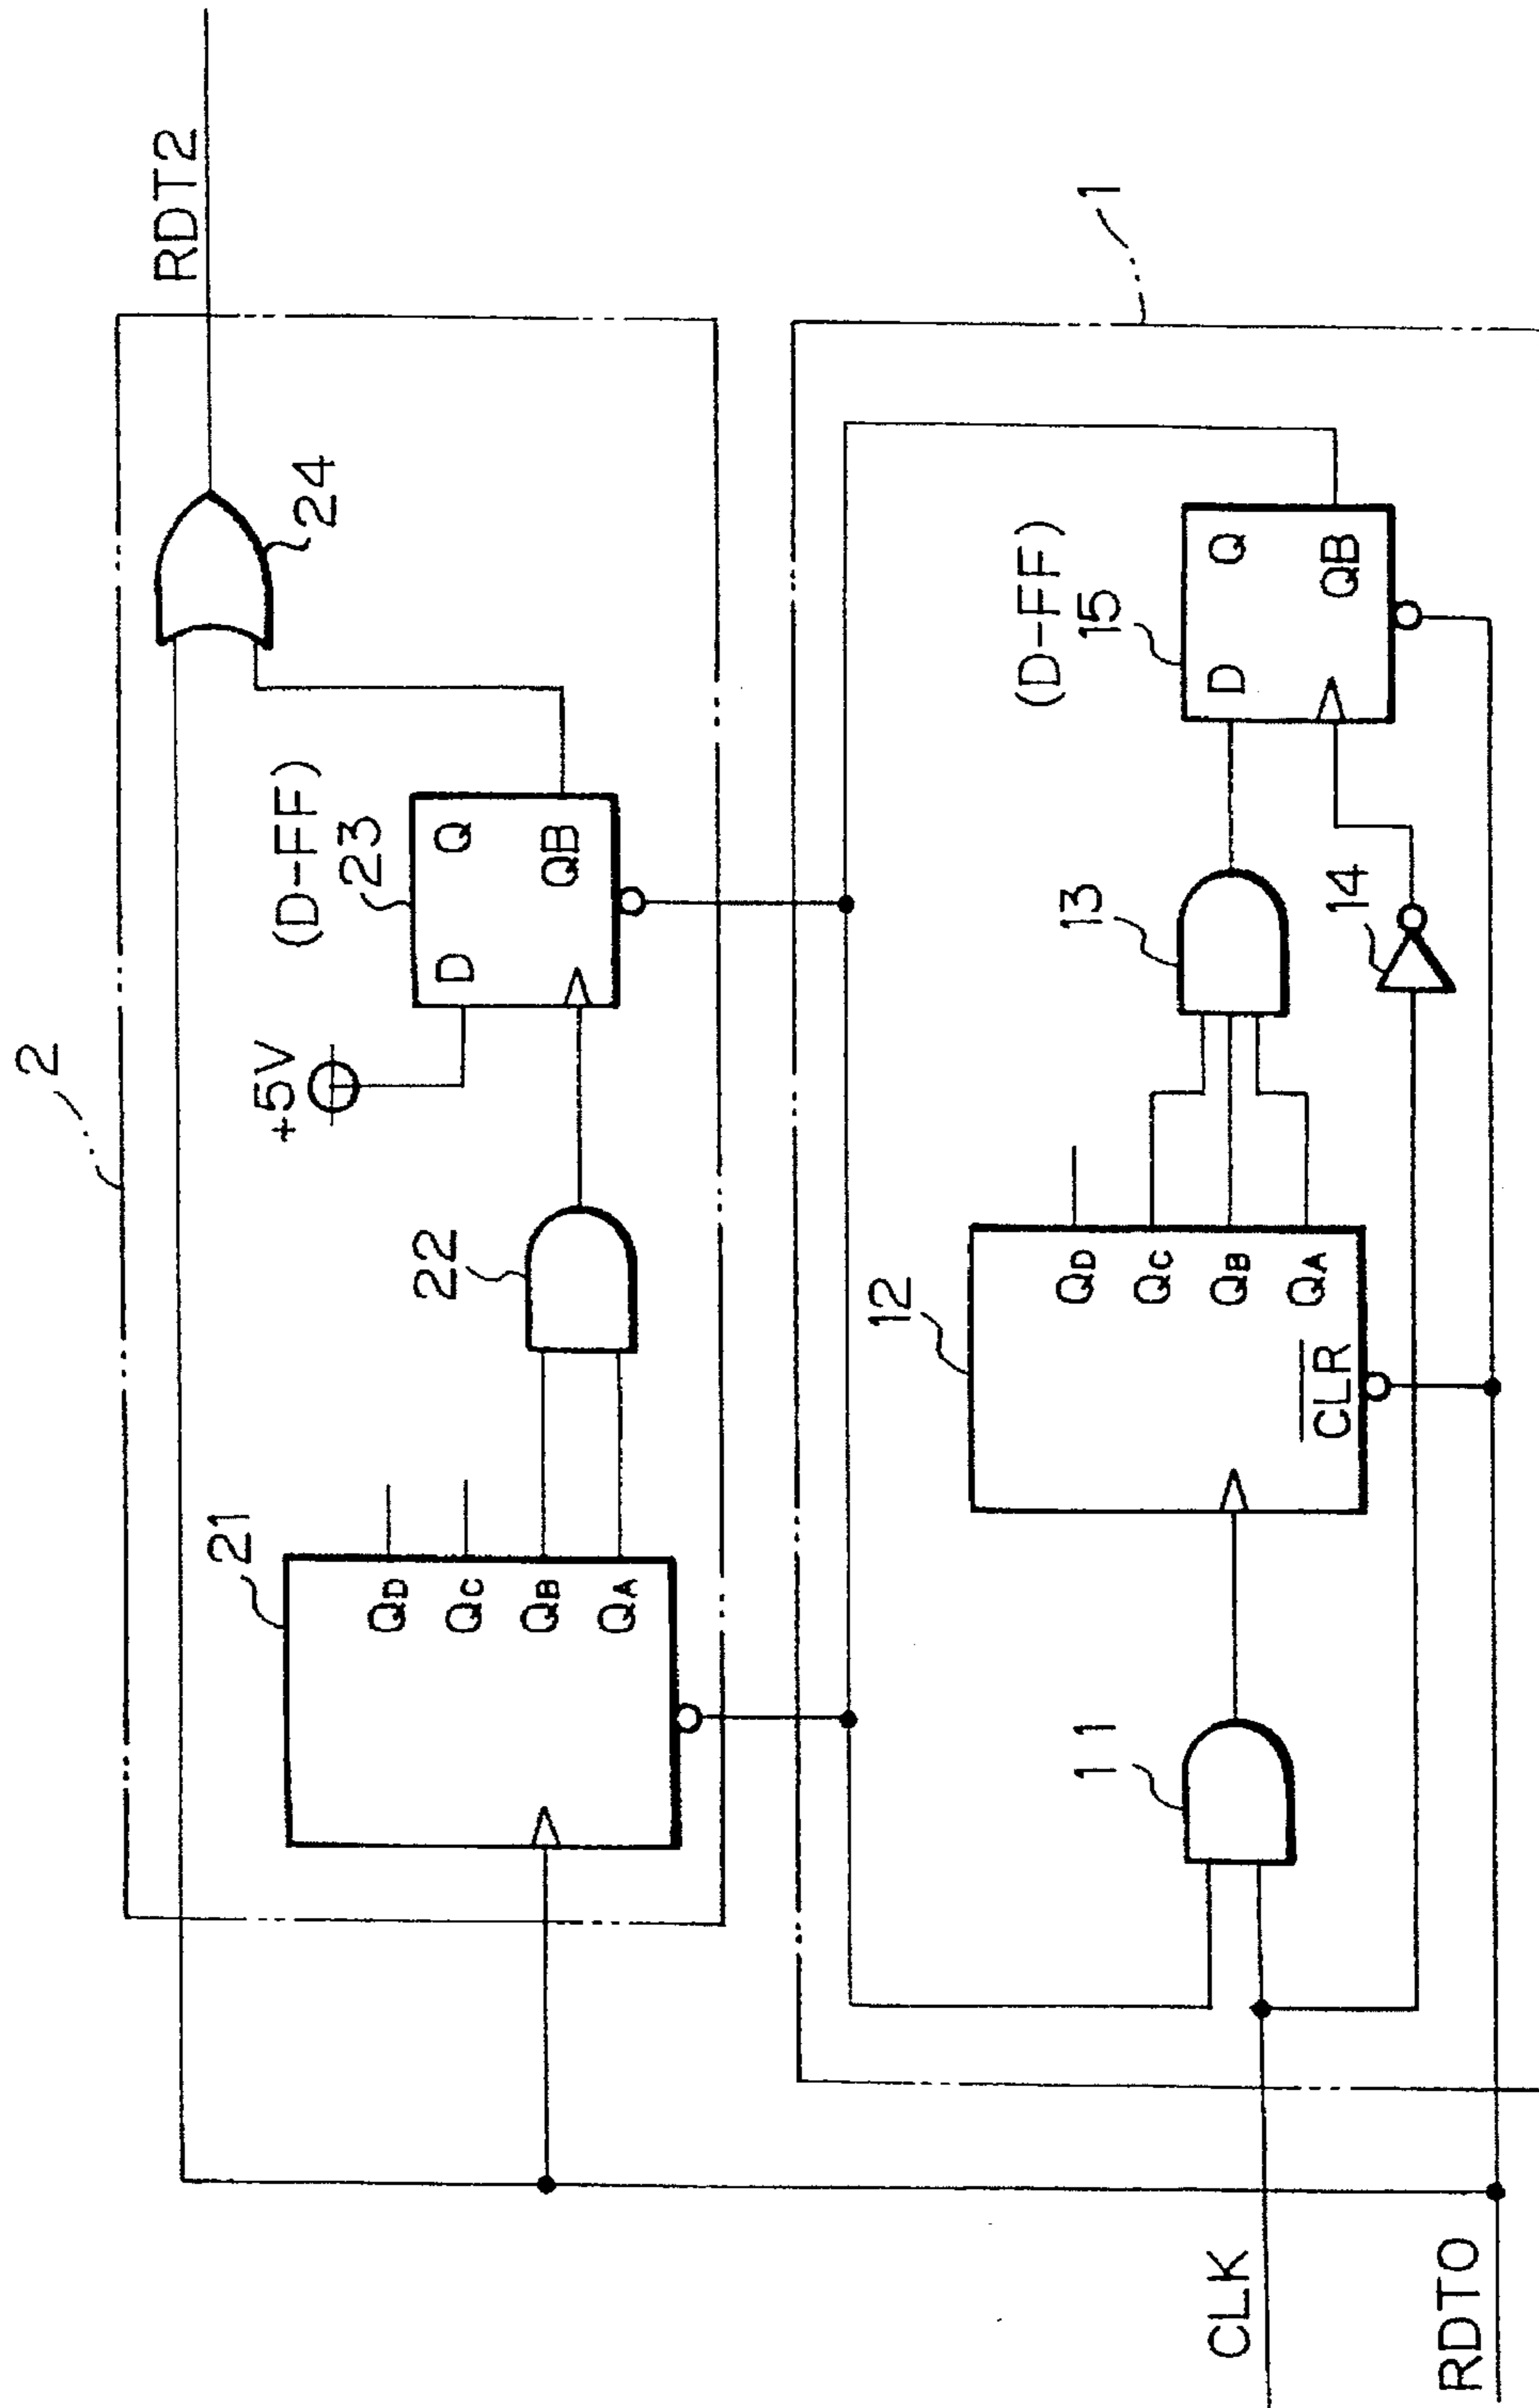 2
RDT2
24
(D-FF)
23
+5V
D
Q
QB
22
21
QD
QC
QB
QA
1
(D-FF)
15
D
Q
QB
13
14
12
QD
QC
QB
QA
CLR
11
CLK
RDT0